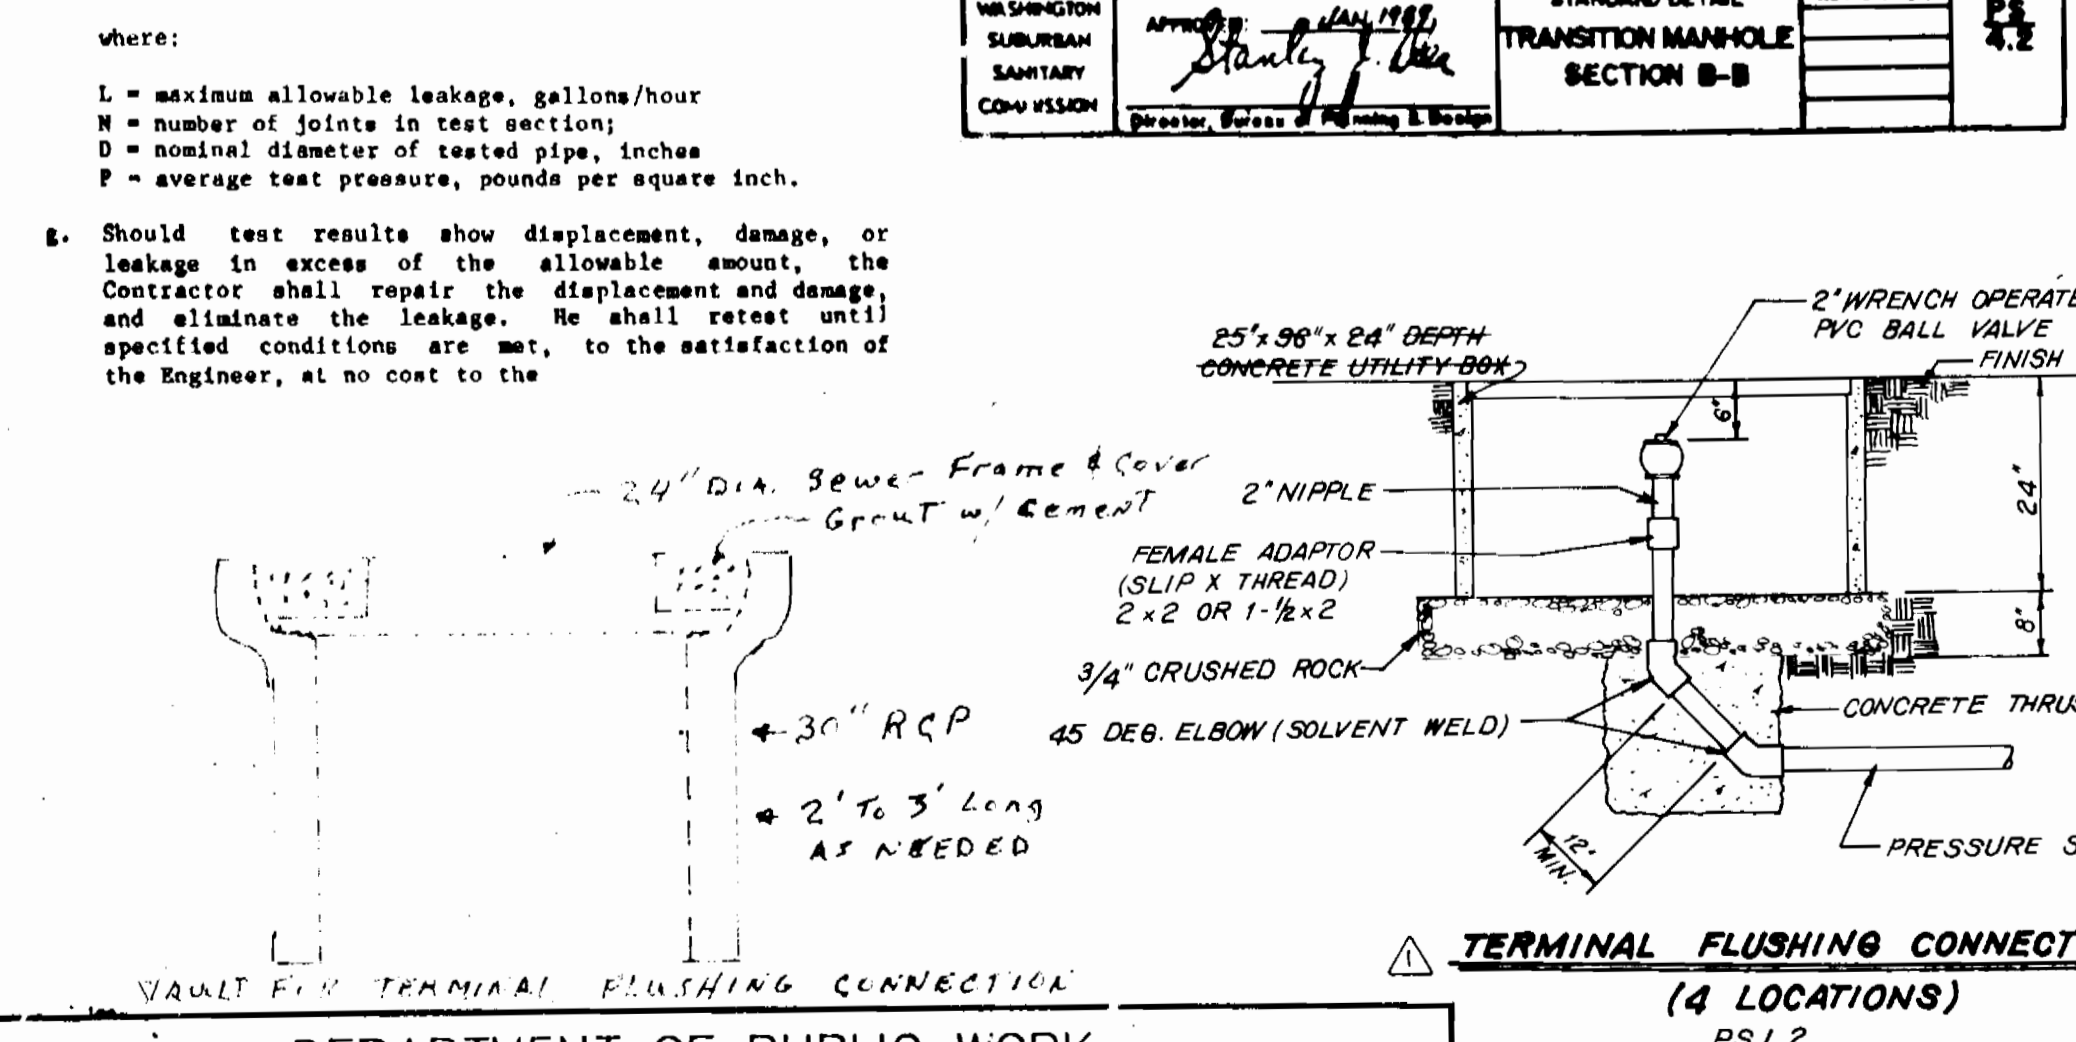 where:
L = maximum allowable leakage, gallons/hour
N = number of joints in test section;
D = nominal diameter of tested pipe, inches
P = average test pressure, pounds per square inch.
g. Should test results show displacement, damage, or
leakage in excess of the allowable amount, the
Contractor shall repair the displacement and damage,
and eliminate the leakage. He shall retest until
specified conditions are met, to the satisfaction of
the Engineer, at no cost to the
WASHINGTON
SUBURBAN
SANITARY
COMMISSION
APPROVED: JAN, 1989,
Stanley J.
Director, Bureau of Planning & Design
STANDARD DETAIL
TRANSITION MANHOLE
SECTION B-B
PS
4.2
24" DIA. Sewer Frame & Cover
Grout w/ Cement
30" RCP
2' To 3' Long
AS NEEDED
VAULT FOR TERMINAL FLUSHING CONNECTION
2" WRENCH OPERATE
PVC BALL VALVE
FINISH
25"x 96"x 24" DEPTH
CONCRETE UTILITY BOX
6"
2" NIPPLE
24"
FEMALE ADAPTOR
(SLIP X THREAD)
2 x 2 OR 1-1/2 x 2
8"
3/4" CRUSHED ROCK
CONCRETE THRU
45 DEG. ELBOW (SOLVENT WELD)
12"
MIN.
PRESSURE S
1
TERMINAL FLUSHING CONNECT
(4 LOCATIONS)
DEPARTMENT OF PUBLIC WORK